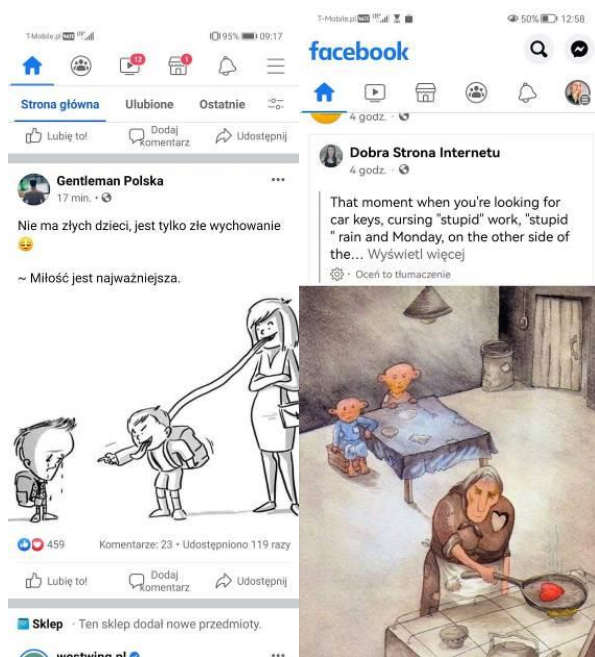 T-Mobile.pl
95% 09:17
12
1
Strona główna Ulubione Ostatnie
Lubię to! Dodaj komentarz Udostępnij
Gentleman Polska
17 min.
Nie ma złych dzieci, jest tylko złe wychowanie
~ Miłość jest najważniejsza.
459 Komentarze: 23 • Udostępniono 119 razy
Lubię to! Dodaj komentarz Udostępnij
Sklep · Ten sklep dodał nowe przedmioty.
westwing.pl
T-Mobile.pl
50% 12:58
facebook
4 godz.
Dobra Strona Internetu
4 godz.
That moment when you're looking for
car keys, cursing "stupid" work, "stupid
" rain and Monday, on the other side of
the... Wyświetl więcej
· Oceń to tłumaczenie